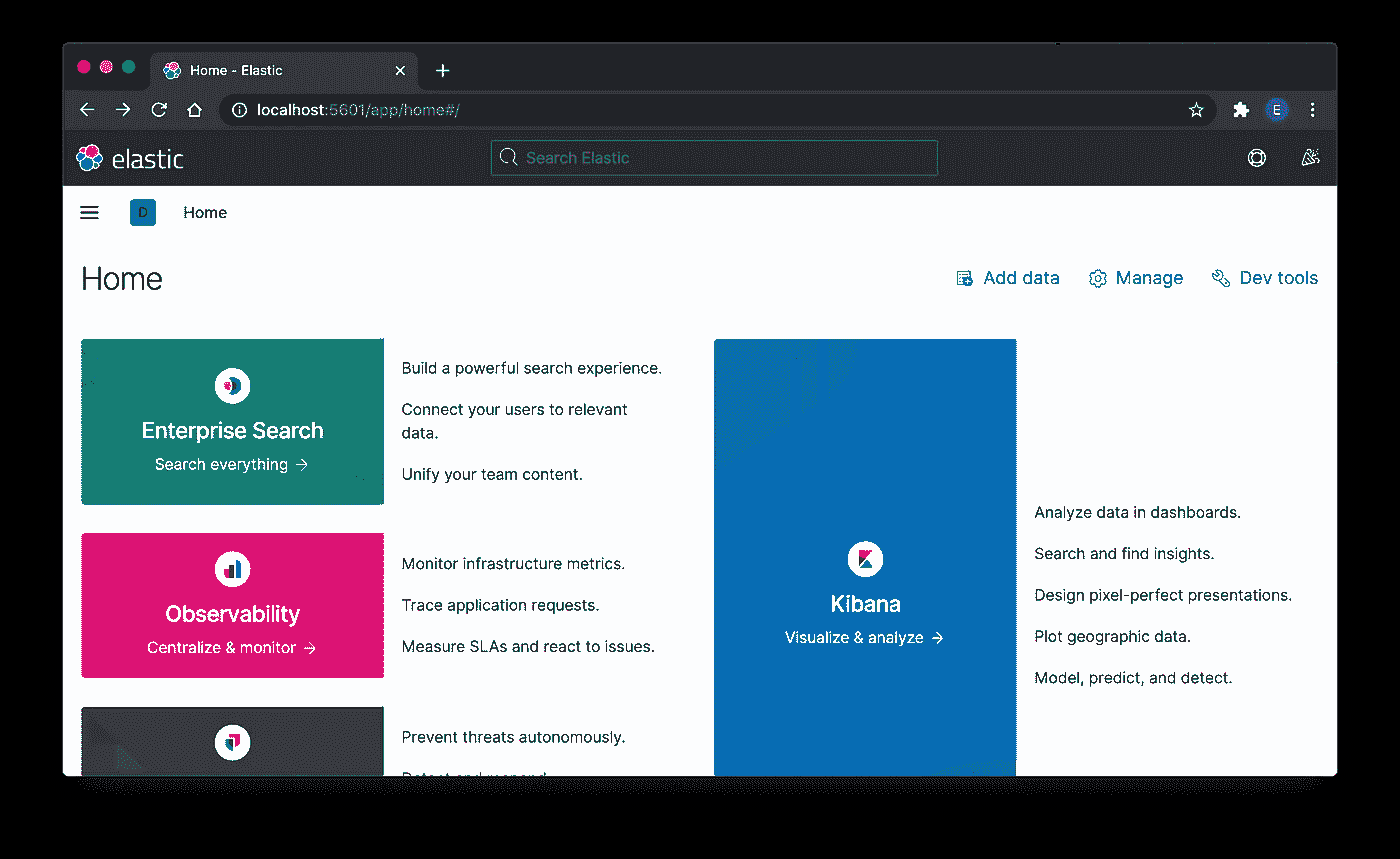 Home - Elastic
localhost:5601/app/home#/
E
elastic
Search Elastic
D
Home
Home
Add data
Manage
Dev tools
Enterprise Search
Search everything →
Build a powerful search experience.
Connect your users to relevant
data.
Unify your team content.
Observability
Centralize & monitor →
Monitor infrastructure metrics.
Trace application requests.
Measure SLAs and react to issues.
Prevent threats autonomously.
Kibana
Visualize & analyze →
Analyze data in dashboards.
Search and find insights.
Design pixel-perfect presentations.
Plot geographic data.
Model, predict, and detect.